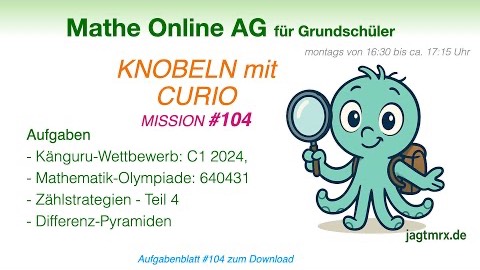 Mathe Online AG für Grundschüler
montags von 16:30 bis ca. 17:15 Uhr
KNOBELN mit
CURIO
MISSION #104
Aufgaben
- Känguru-Wettbewerb: C1 2024,
- Mathematik-Olympiade: 640431
- Zählstrategien - Teil 4
- Differenz-Pyramiden
jagtmrx.de
Aufgabenblatt #104 zum Download